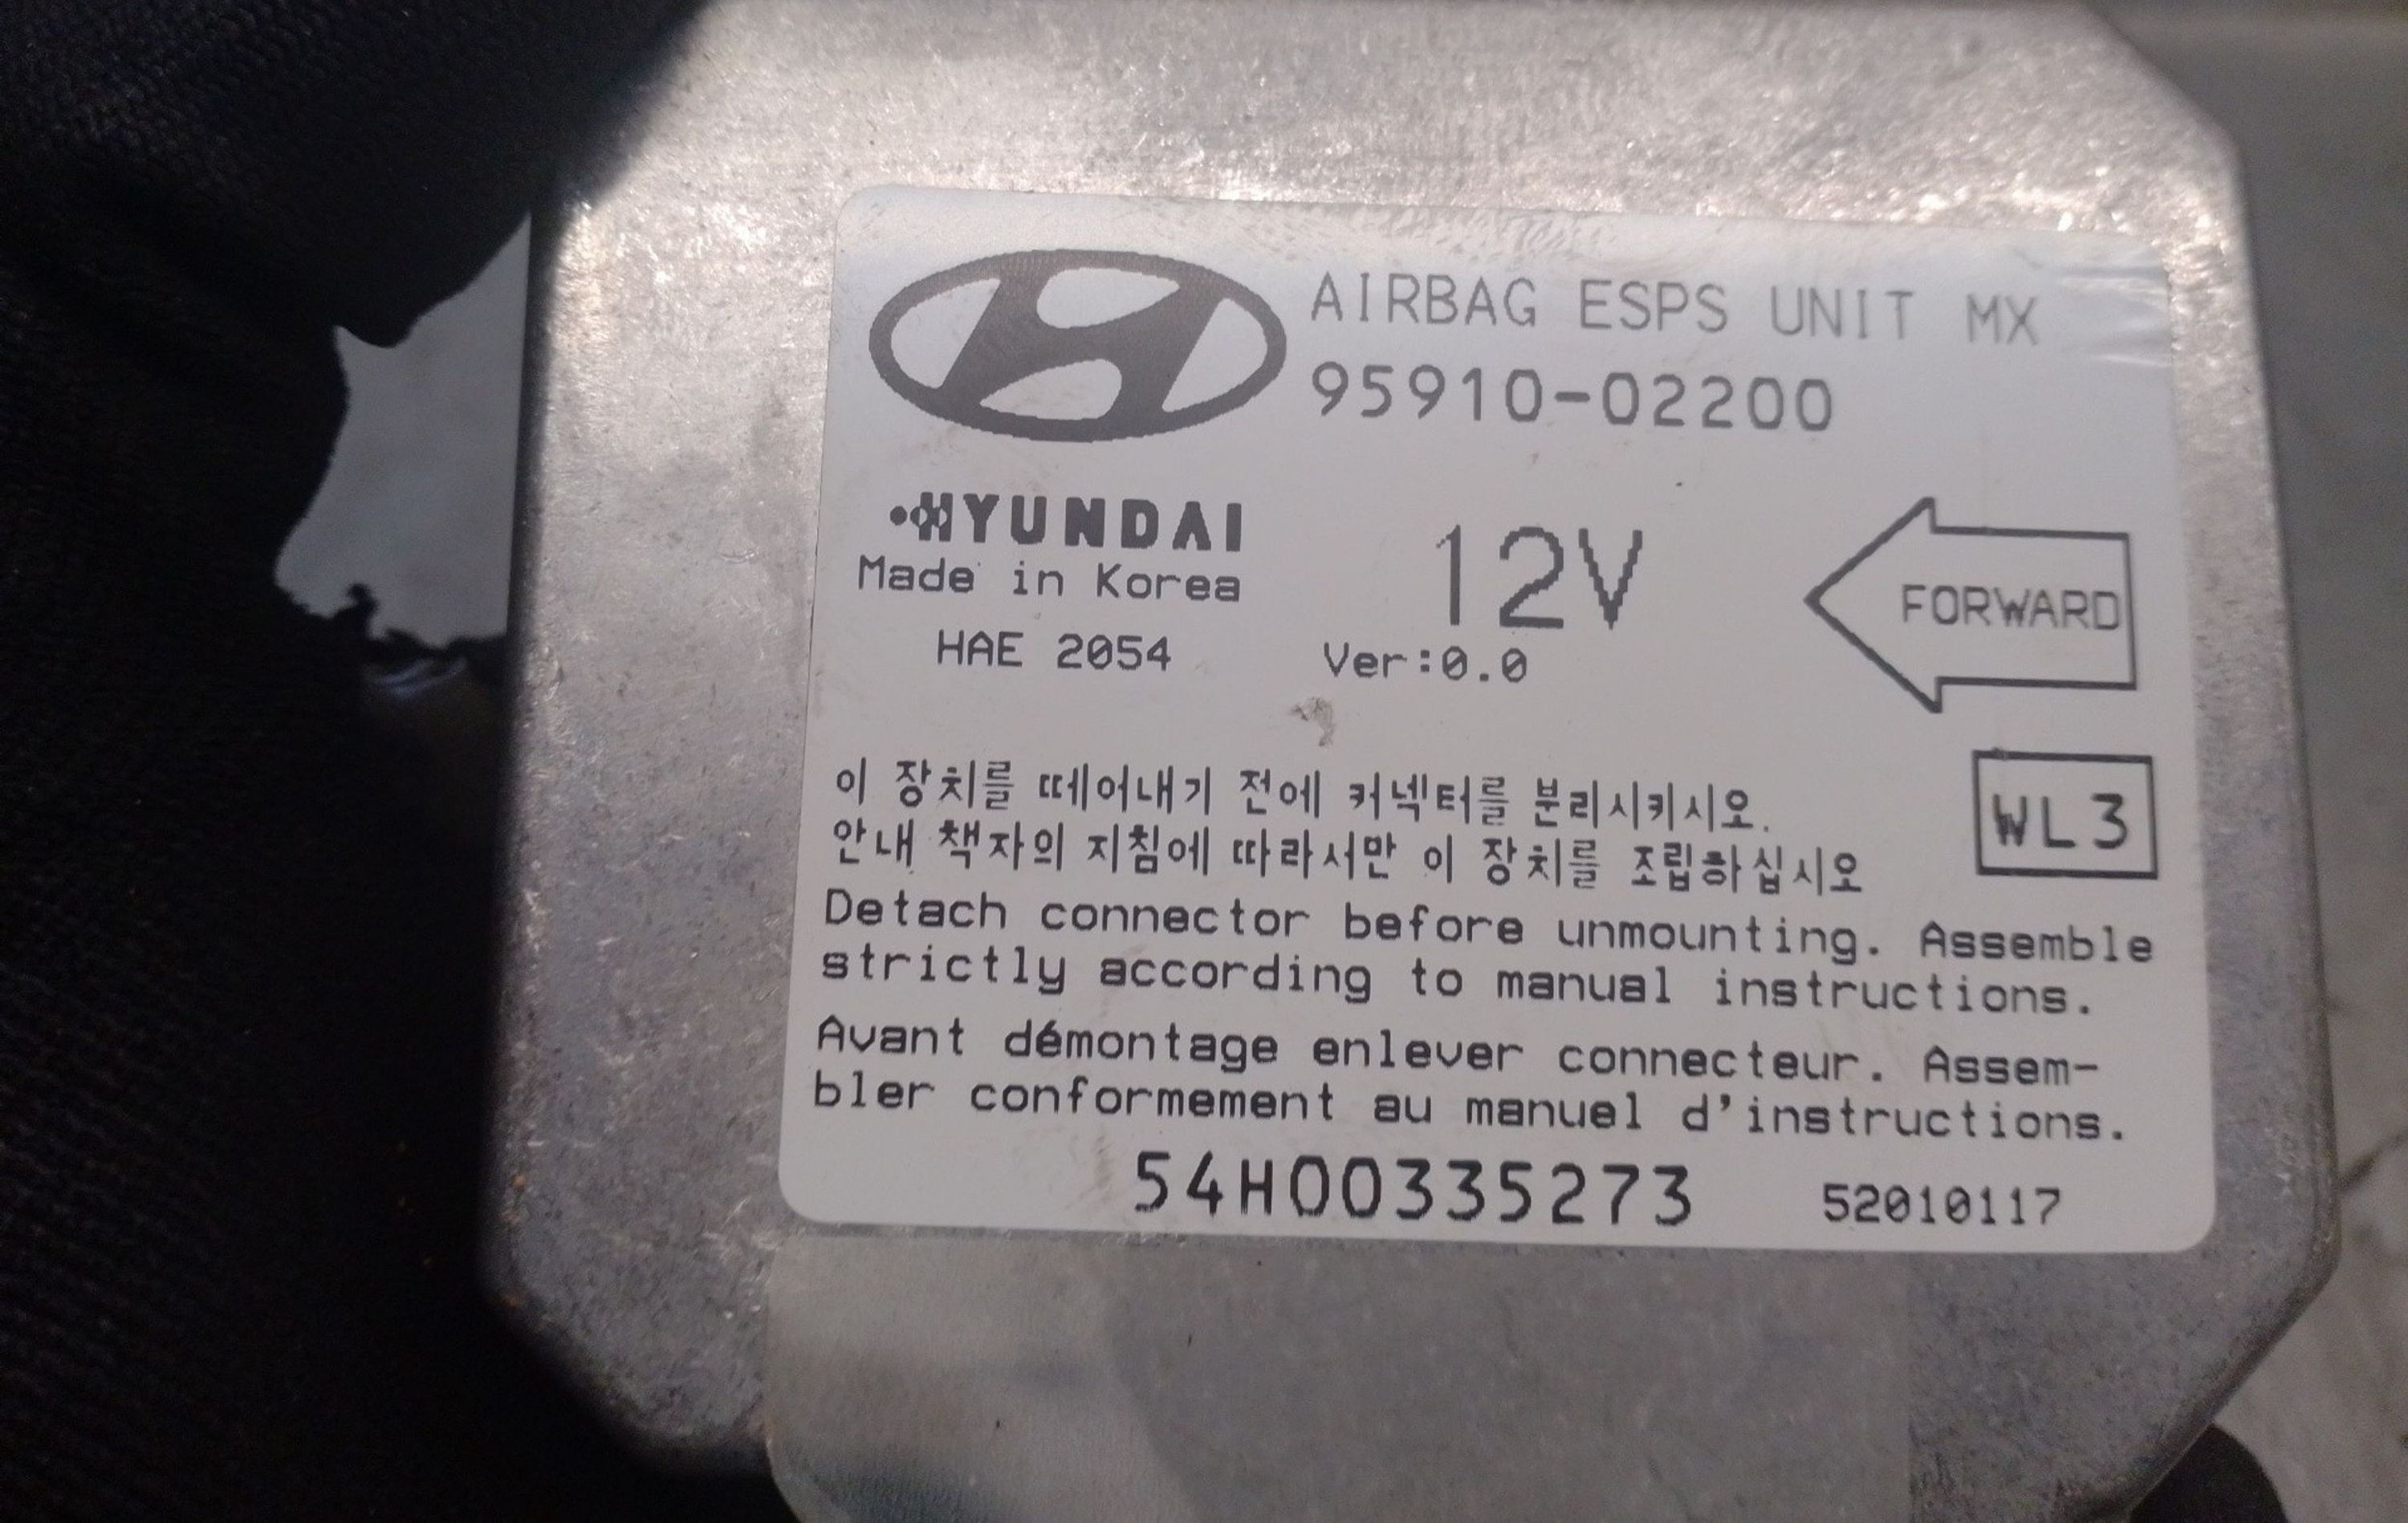 AIRBAG ESPS UNIT MX
95910-02200
HYUNDAI
Made in Korea
12V
FORWARD
HAE 2054
Ver:0.0
이 장치를 떼어내기 전에 커넥터를 분리시키시오.
안내 책자의 지침에 따라서만 이 장치를 조립하십시오
WL3
Detach connector before unmounting. Assemble
strictly according to manual instructions.
Avant démontage enlever connecteur. Assem-
bler conformement au manuel d'instructions.
54H00335273
52010117